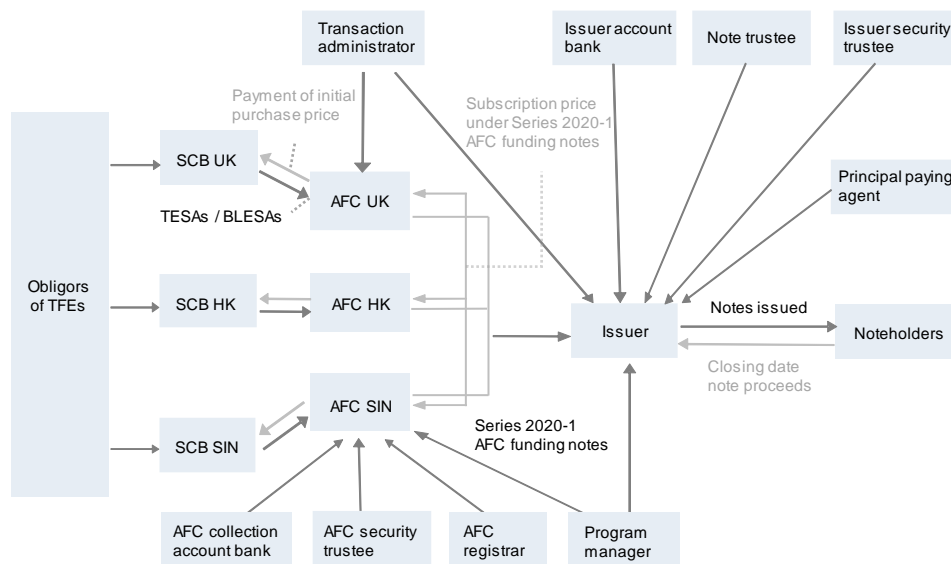 Transaction
administrator
Issuer account
bank
Note trustee
Issuer security
trustee
Payment of initial
purchase price
Subscription price
under Series 2020-1
AFC funding notes
SCB UK
AFC UK
TESAs / BLESAs
Principal paying
agent
Obligors
of TFEs
SCB HK
AFC HK
Issuer
Notes issued
Noteholders
Closing date
note proceeds
AFC SIN
SCB SIN
Series 2020-1
AFC funding notes
AFC collection
account bank
AFC security
trustee
AFC
registrar
Program
manager